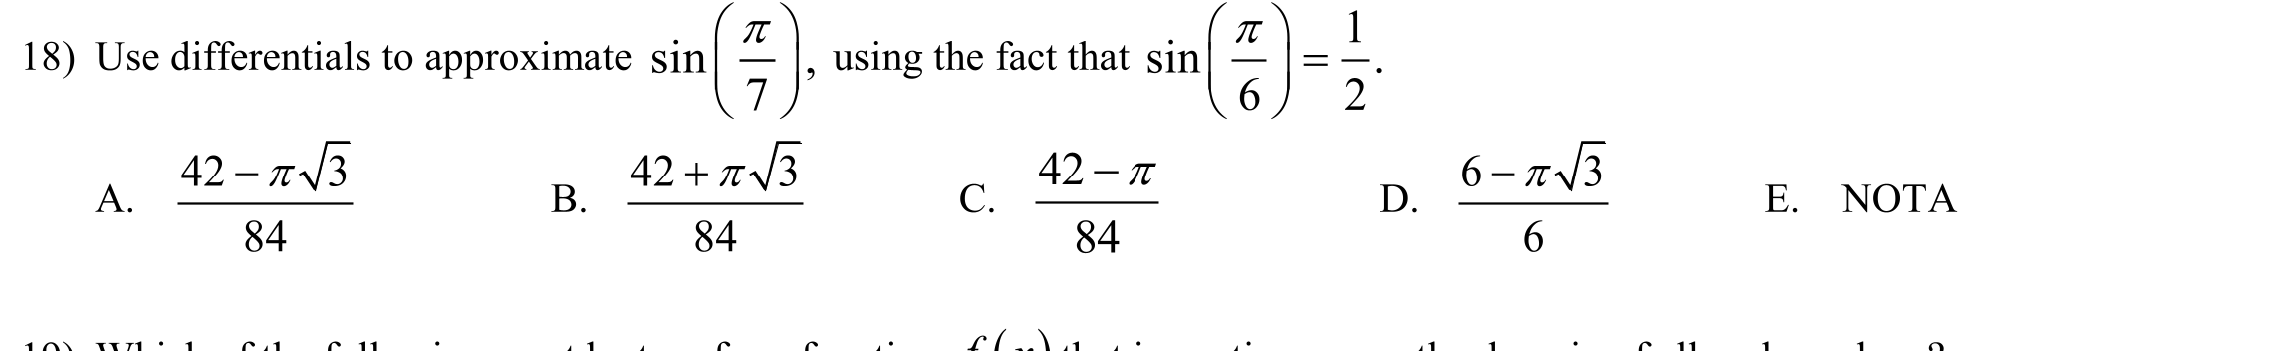 18) Use differentials to approximate sin(π/7), using the fact that sin(π/6) = 1/2.
A. (42 − π√3)/84 B. (42 + π√3)/84 C. (42 − π)/84 D. (6 − π√3)/6 E. NOTA